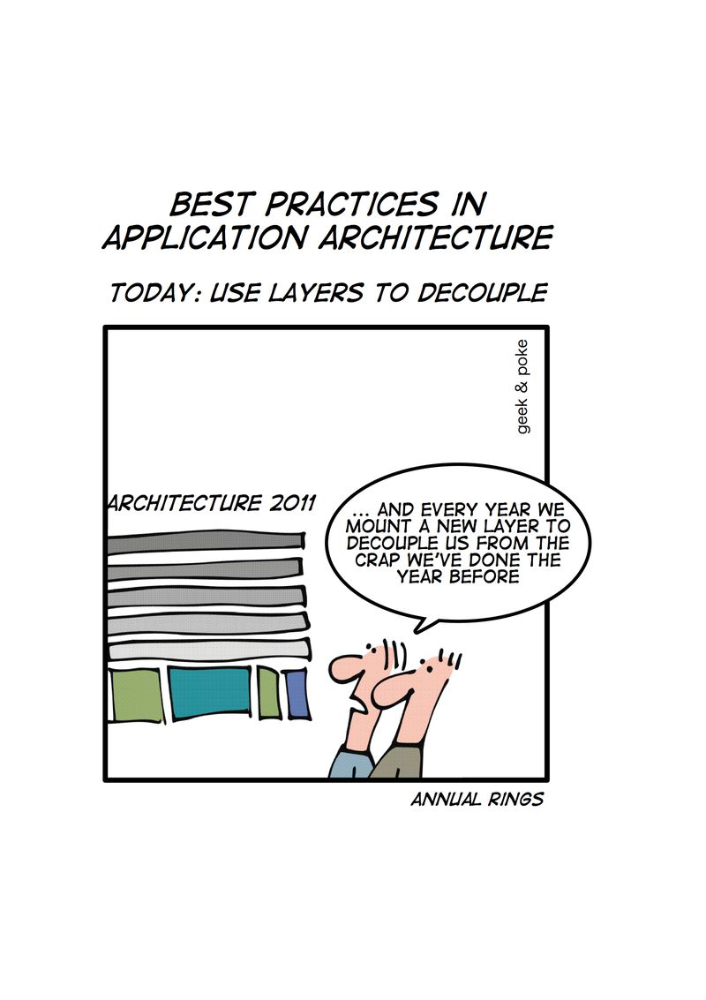 BEST PRACTICES IN
APPLICATION ARCHITECTURE
TODAY: USE LAYERS TO DECOUPLE
geek & poke
ARCHITECTURE 2011
... AND EVERY YEAR WE
MOUNT A NEW LAYER TO
DECOUPLE US FROM THE
CRAP WE'VE DONE THE
YEAR BEFORE
ANNUAL RINGS